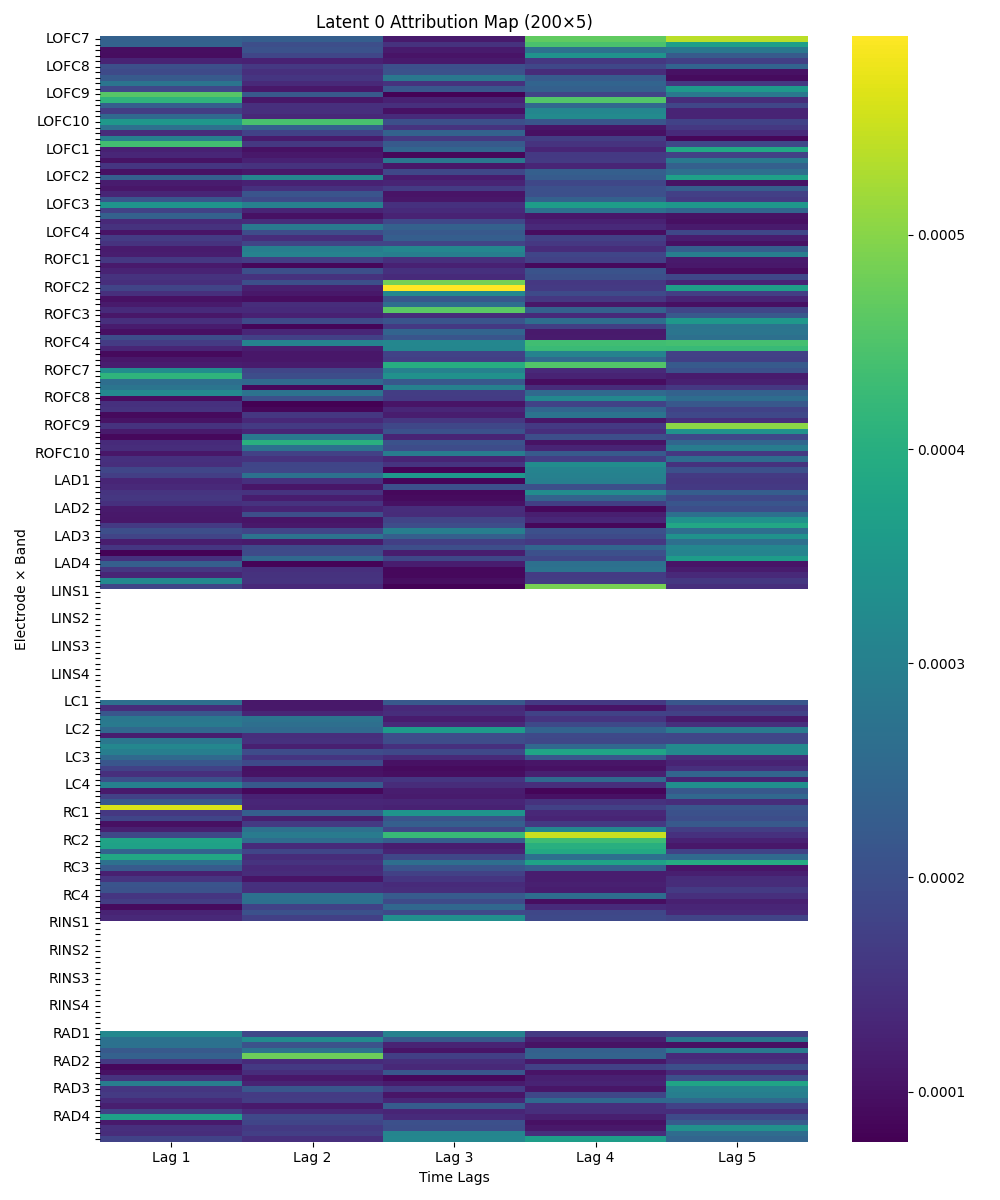 Latent 0 Attribution Map (200×5)
Electrode × Band
LOFC7
LOFC8
LOFC9
LOFC10
LOFC1
LOFC2
LOFC3
LOFC4
ROFC1
ROFC2
ROFC3
ROFC4
ROFC7
ROFC8
ROFC9
ROFC10
LAD1
LAD2
LAD3
LAD4
LINS1
LINS2
LINS3
LINS4
LC1
LC2
LC3
LC4
RC1
RC2
RC3
RC4
RINS1
RINS2
RINS3
RINS4
RAD1
RAD2
RAD3
RAD4
Lag 1 Lag 2 Lag 3 Lag 4 Lag 5
Time Lags
0.0005
0.0004
0.0003
0.0002
0.0001